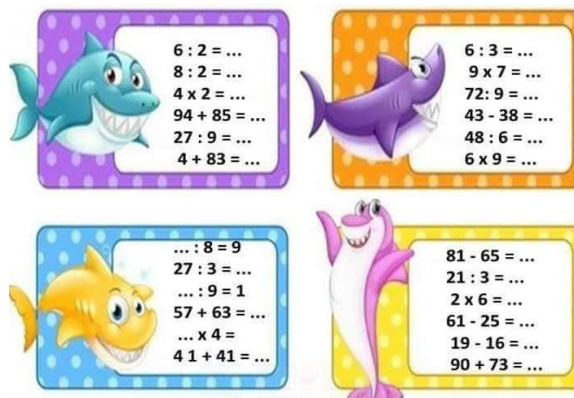 6 : 2 = ...
8 : 2 = ...
4 x 2 = ...
94 + 85 = ...
27 : 9 = ...
4 + 83 = ...
6 : 3 = ...
9 x 7 = ...
72: 9 = ...
43 - 38 = ...
48 : 6 = ...
6 x 9 = ...
... : 8 = 9
27 : 3 = ...
... : 9 = 1
57 + 63 = ...
... x 4 =
4 1 + 41 = ...
81 - 65 = ...
21 : 3 = ...
2 x 6 = ...
61 - 25 = ...
19 - 16 = ...
90 + 73 = ...